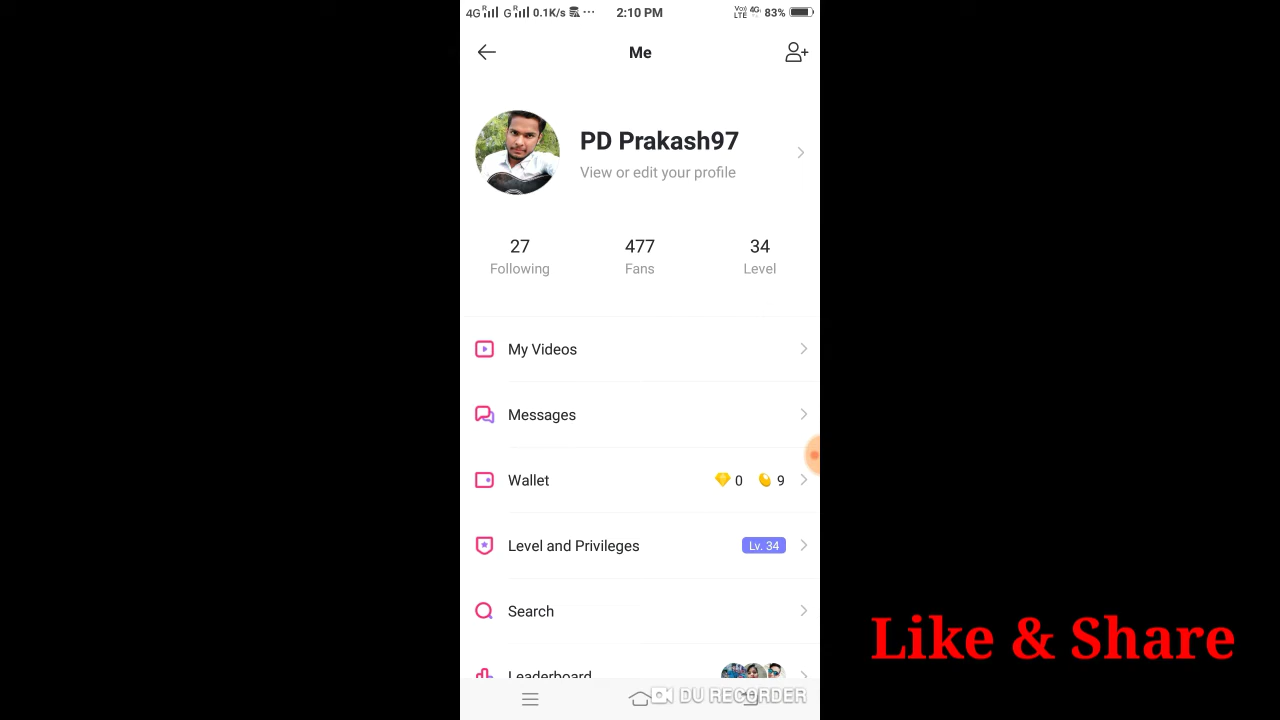 4G R G R 0.1K/s ... 2:10 PM VoLTE 4G 83%
Me
PD Prakash97
View or edit your profile
27 477 34
Following Fans Level
My Videos
Messages
Wallet 0 9
Level and Privileges Lv. 34
Search
Leaderboard
DU RECORDER
Like & Share